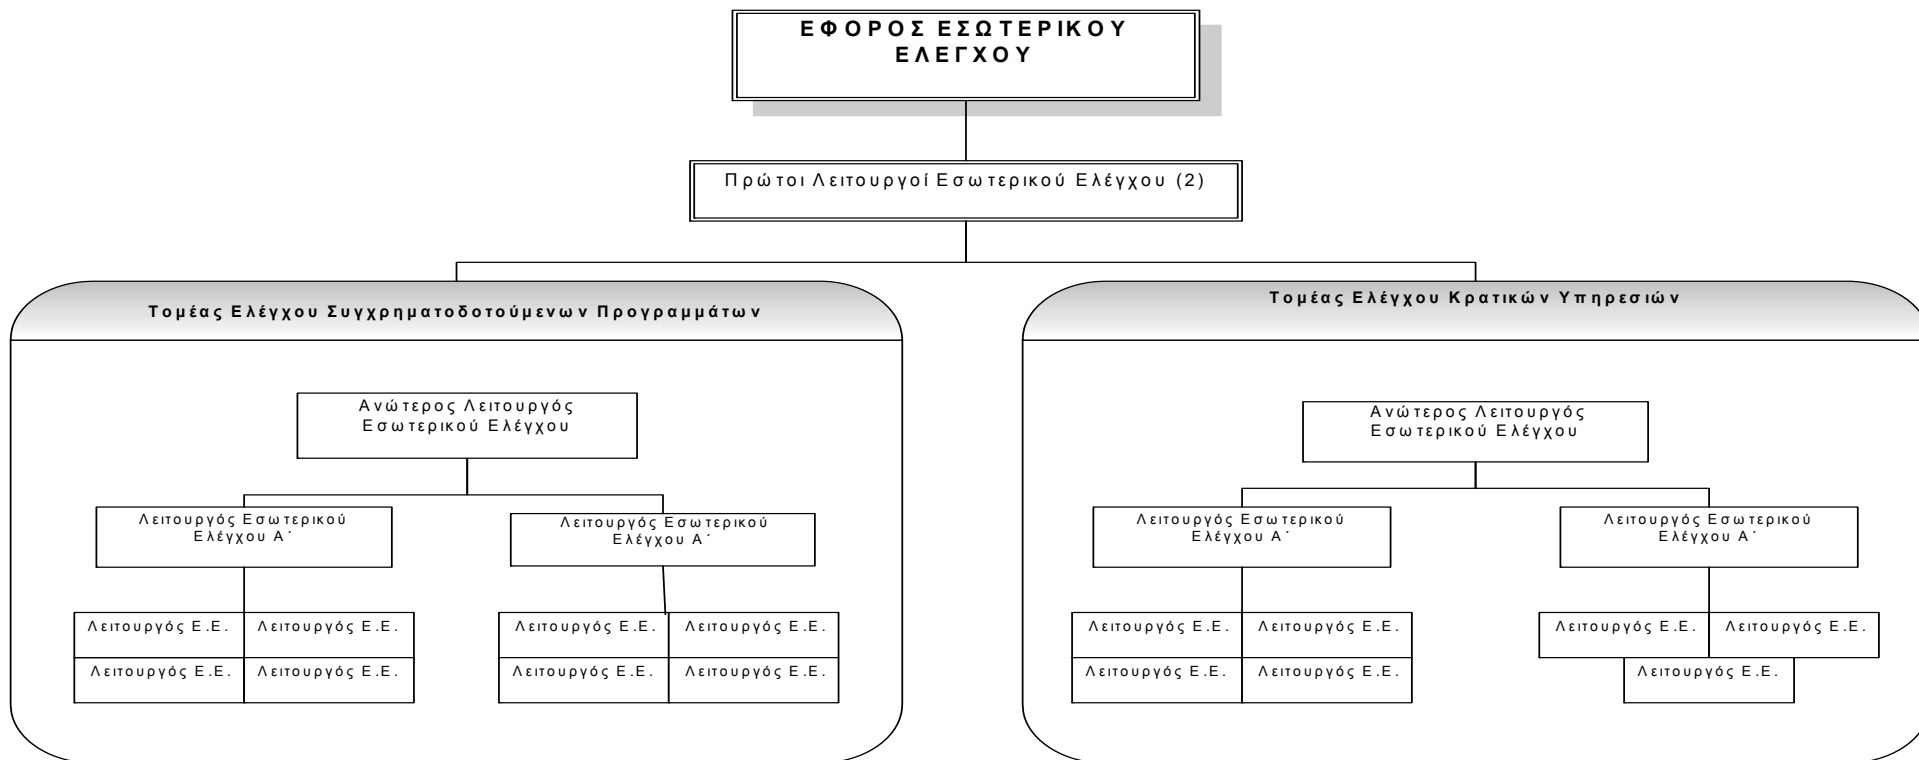 ΕΦΟΡΟΣ ΕΣΩΤΕΡΙΚΟΥ
ΕΛΕΓΧΟΥ
Πρώτοι Λειτουργοί Εσωτερικού Ελέγχου (2)
Τομέας Ελέγχου Συγχρηματοδοτούμενων Προγραμμάτων
Ανώτερος Λειτουργός
Εσωτερικού Ελέγχου
Λειτουργός Εσωτερικού
Ελέγχου Α΄
Λειτουργός Εσωτερικού
Ελέγχου Α΄
Λειτουργός Ε.Ε. Λειτουργός Ε.Ε.
Λειτουργός Ε.Ε. Λειτουργός Ε.Ε.
Λειτουργός Ε.Ε. Λειτουργός Ε.Ε.
Λειτουργός Ε.Ε. Λειτουργός Ε.Ε.
Τομέας Ελέγχου Κρατικών Υπηρεσιών
Ανώτερος Λειτουργός
Εσωτερικού Ελέγχου
Λειτουργός Εσωτερικού
Ελέγχου Α΄
Λειτουργός Εσωτερικού
Ελέγχου Α΄
Λειτουργός Ε.Ε. Λειτουργός Ε.Ε.
Λειτουργός Ε.Ε. Λειτουργός Ε.Ε.
Λειτουργός Ε.Ε. Λειτουργός Ε.Ε.
Λειτουργός Ε.Ε.